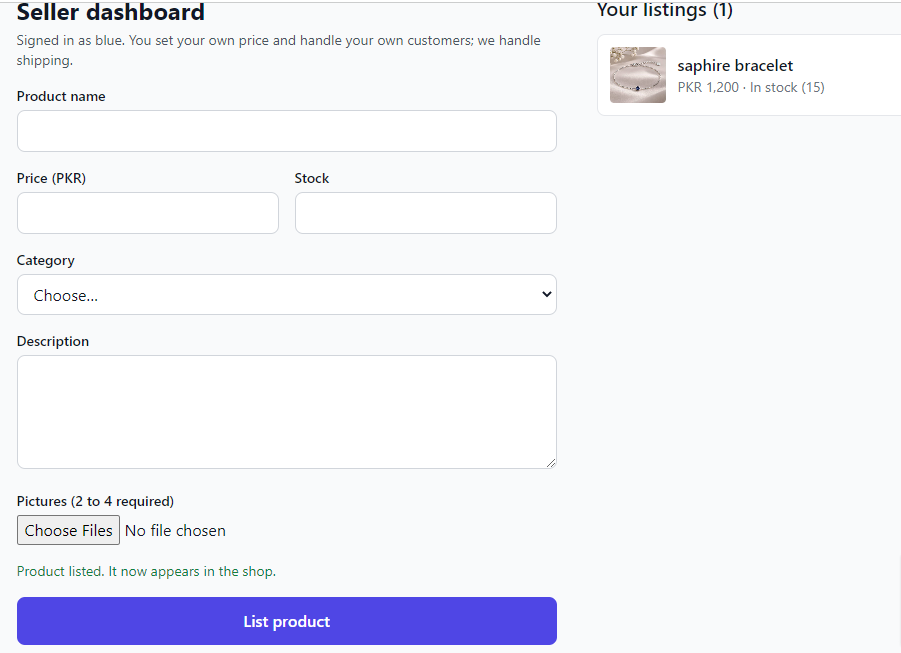 Seller dashboard
Signed in as blue. You set your own price and handle your own customers; we handle
shipping.
Product name
Price (PKR)
Stock
Category
Choose...
Description
Pictures (2 to 4 required)
Choose Files No file chosen
Product listed. It now appears in the shop.
List product
Your listings (1)
saphire bracelet
PKR 1,200 · In stock (15)